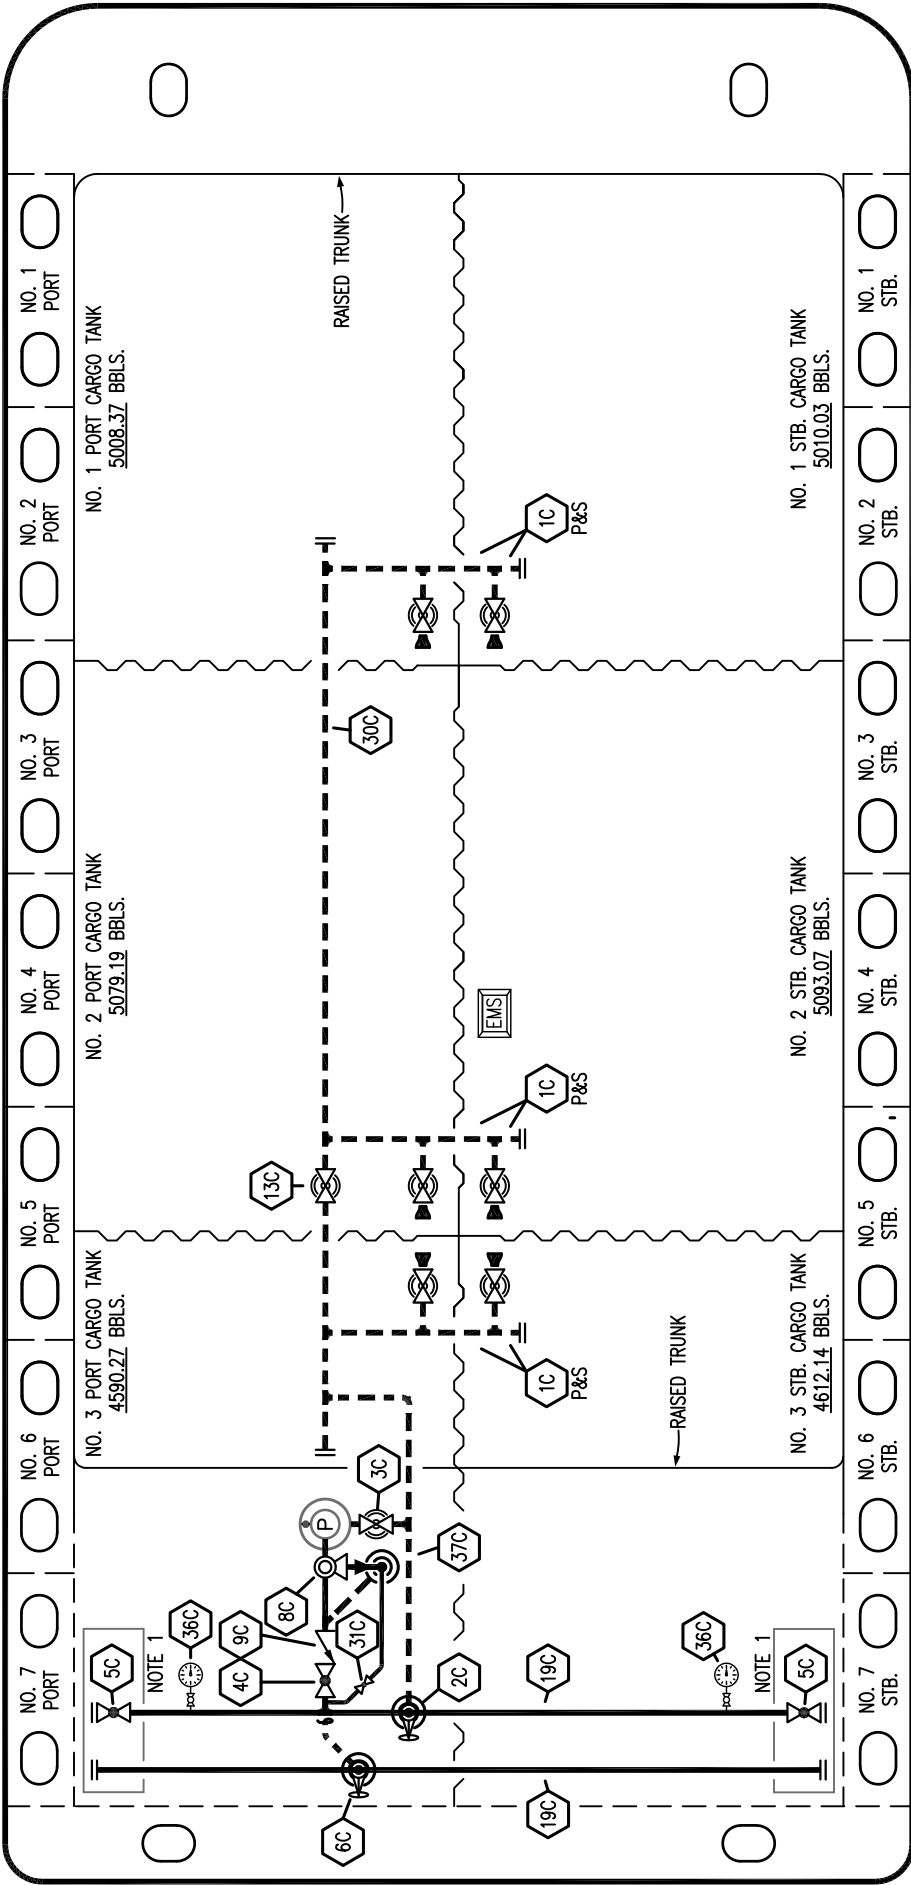 NO. 1
PORT
NO. 2
PORT
NO. 3
PORT
NO. 4
PORT
NO. 5
PORT
NO. 6
PORT
NO. 7
PORT
NO. 1 PORT CARGO TANK
5008.37 BBLS.
NO. 2 PORT CARGO TANK
5079.19 BBLS.
NO. 3 PORT CARGO TANK
4590.27 BBLS.
RAISED TRUNK
1C
P&S
30C
EMS
1C
P&S
13C
1C
P&S
RAISED TRUNK
3C
P
37C
8C
9C
31C
4C
36C
5C
NOTE 1
2C
19C
36C
NOTE 1
5C
6C
19C
NO. 1 STB. CARGO TANK
5010.03 BBLS.
NO. 2 STB. CARGO TANK
5093.07 BBLS.
NO. 3 STB. CARGO TANK
4612.14 BBLS.
NO. 1
STB.
NO. 2
STB.
NO. 3
STB.
NO. 4
STB.
NO. 5
STB.
NO. 6
STB.
NO. 7
STB.